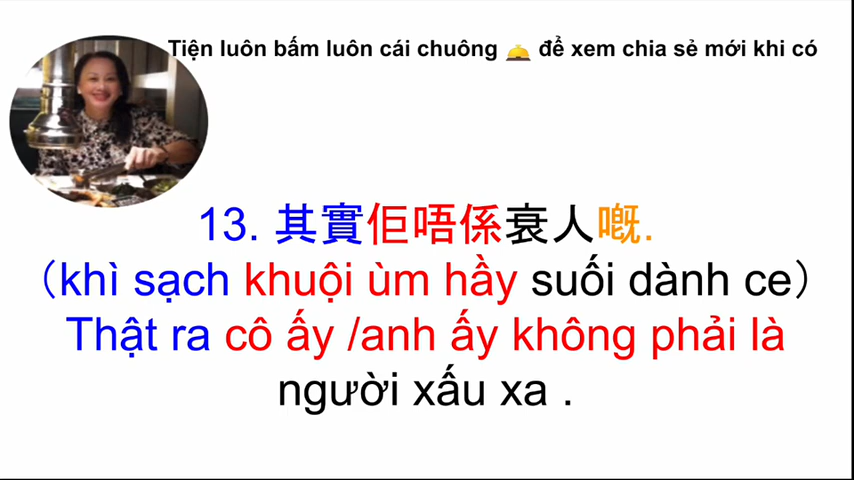 Tiện luôn bấm luôn cái chuông 🛎️ để xem chia sẻ mới khi có
13. 其實佢唔係衰人嘅.
（khì sạch khuội ùm hầy suối dành ce）
Thật ra cô ấy /anh ấy không phải là
người xấu xa .